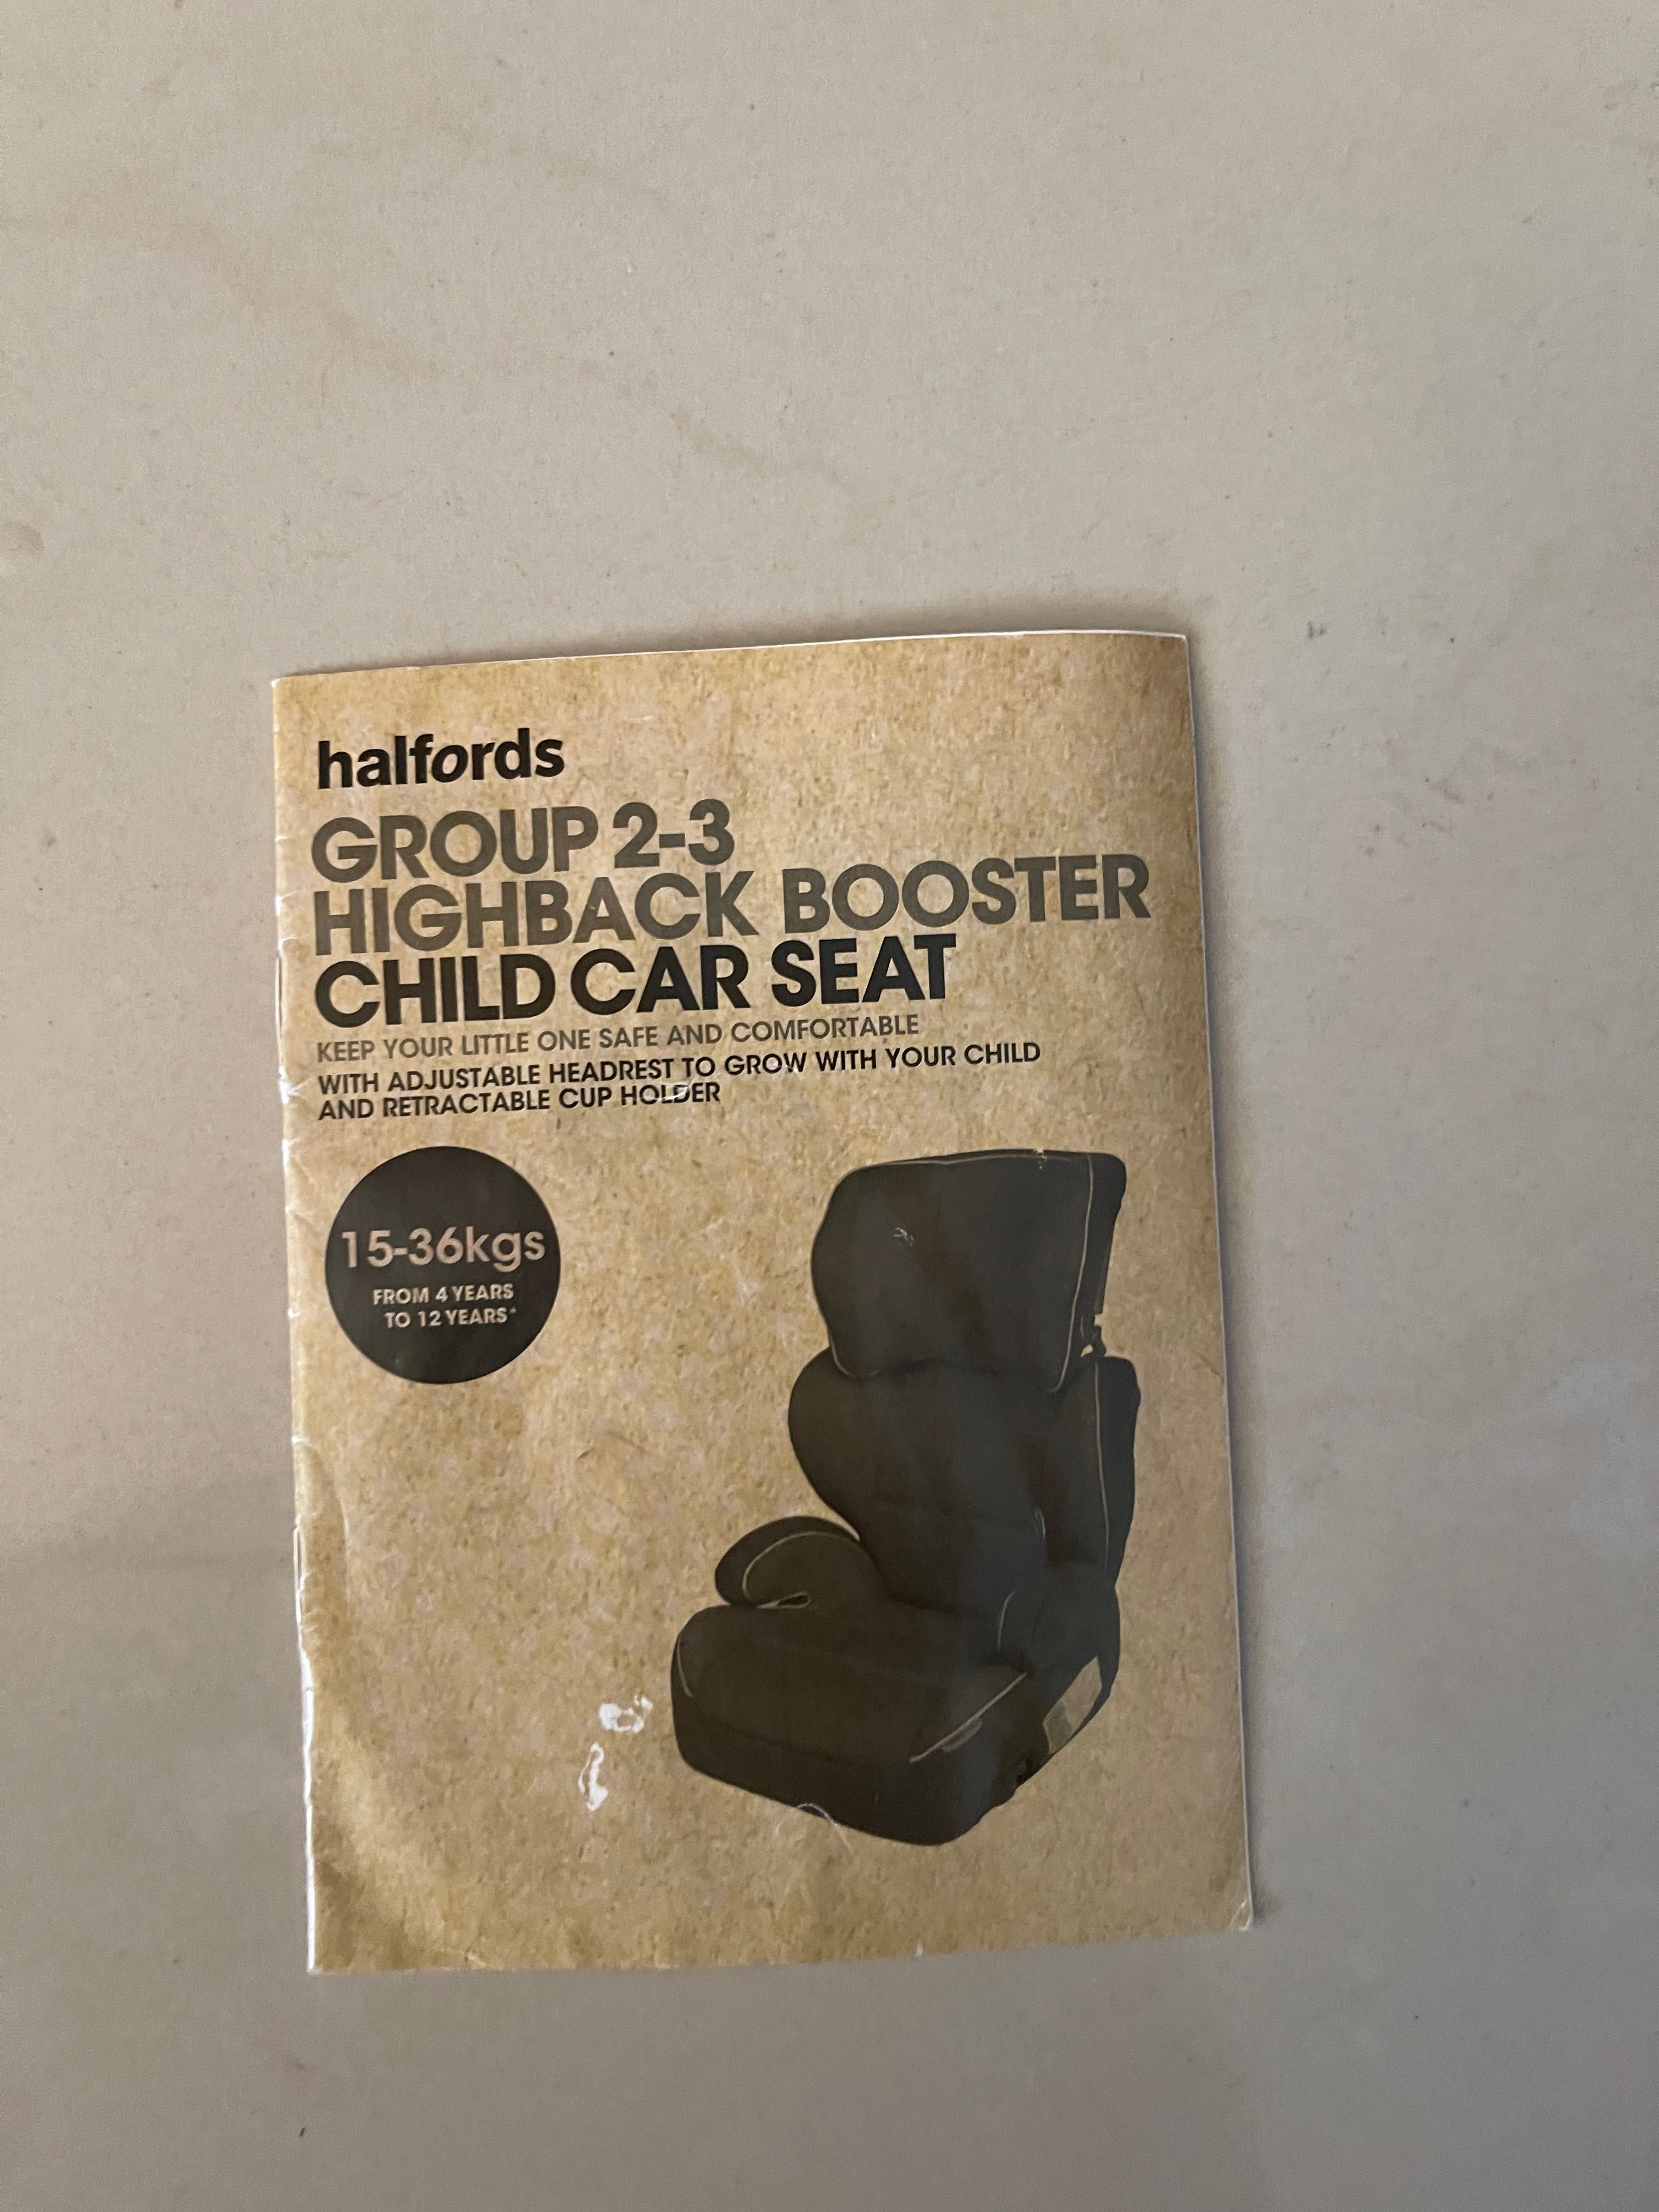 halfords
GROUP 2-3
HIGHBACK BOOSTER
CHILD CAR SEAT
KEEP YOUR LITTLE ONE SAFE AND COMFORTABLE
WITH ADJUSTABLE HEADREST TO GROW WITH YOUR CHILD
AND RETRACTABLE CUP HOLDER
15-36kgs
FROM 4 YEARS
TO 12 YEARS*